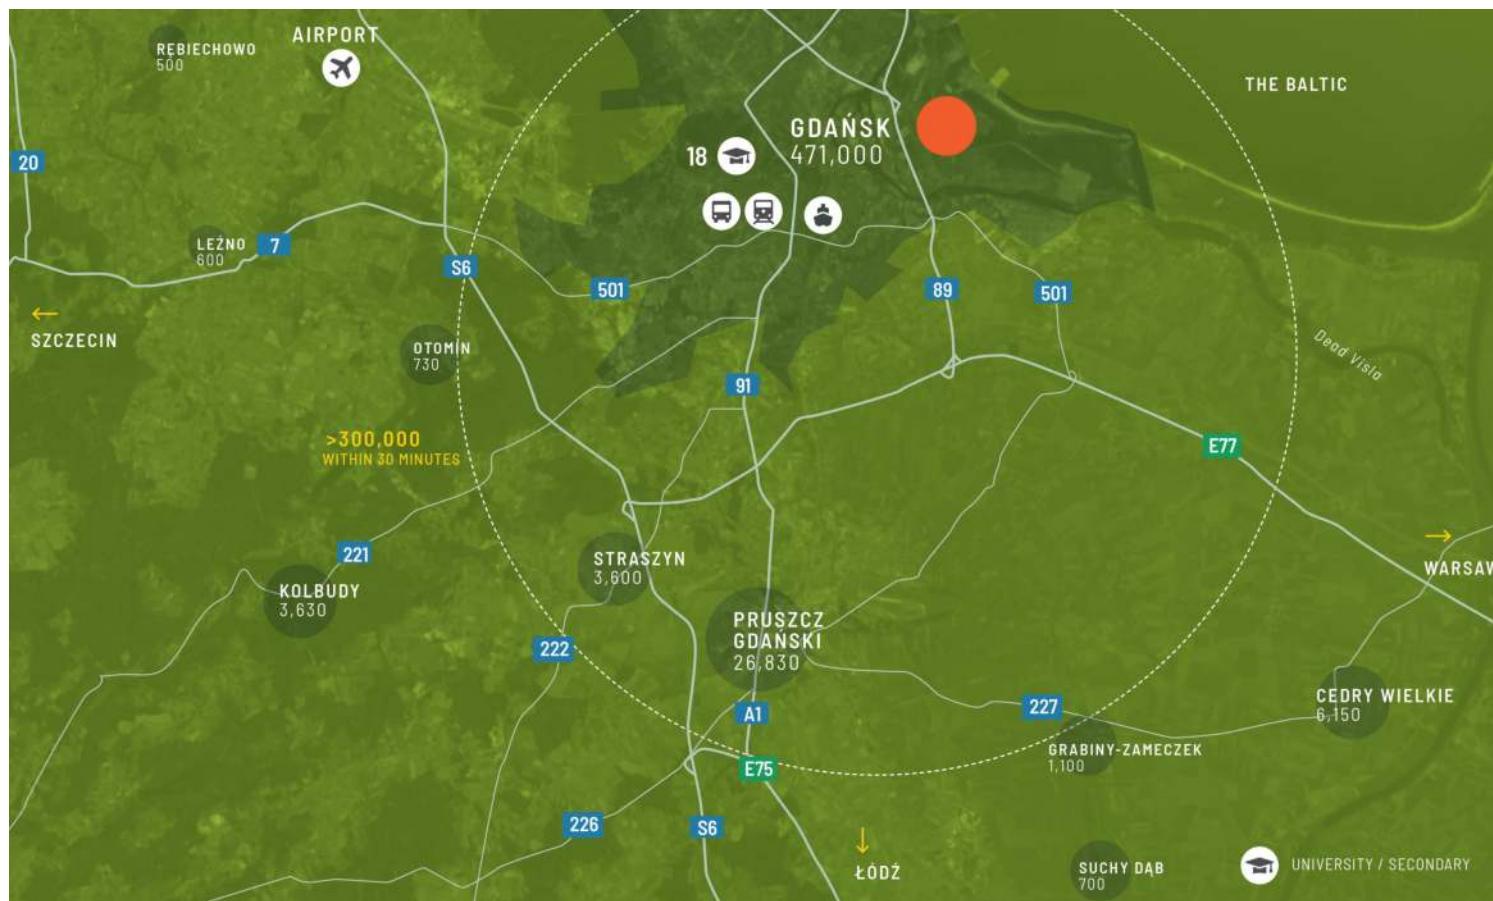 AIRPORT
RĘBIECHOWO
500
THE BALTIC
GDAŃSK
471,000
18
20
LEŹNO
600
7
S6
501
89
501
SZCZECIN
OTOMIN
730
Dead Visla
91
>300,000
WITHIN 30 MINUTES
E77
221
STRASZYN
3,600
WARSAW
KOLBUDY
3,630
PRUSZCZ
GDAŃSKI
26,830
222
CEDRY WIELKIE
6,150
227
A1
GRABINY-ZAMECZEK
1,100
E75
226
S6
ŁÓDŹ
SUCHY DĄB
700
UNIVERSITY / SECONDARY